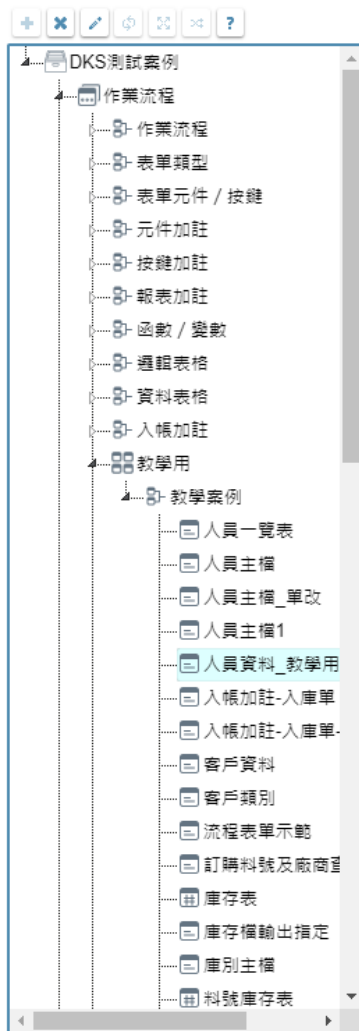 ?
DKS測試案例
作業流程
作業流程
表單類型
表單元件 / 按鍵
元件加註
按鍵加註
報表加註
函數 / 變數
邏輯表格
資料表格
入帳加註
教學用
教學案例
人員一覽表
人員主檔
人員主檔_單改
人員主檔1
人員資料_教學用
入帳加註-入庫單
入帳加註-入庫單-
客戶資料
客戶類別
流程表單示範
訂購料號及廠商查
庫存表
庫存檔輸出指定
庫別主檔
料號庫存表